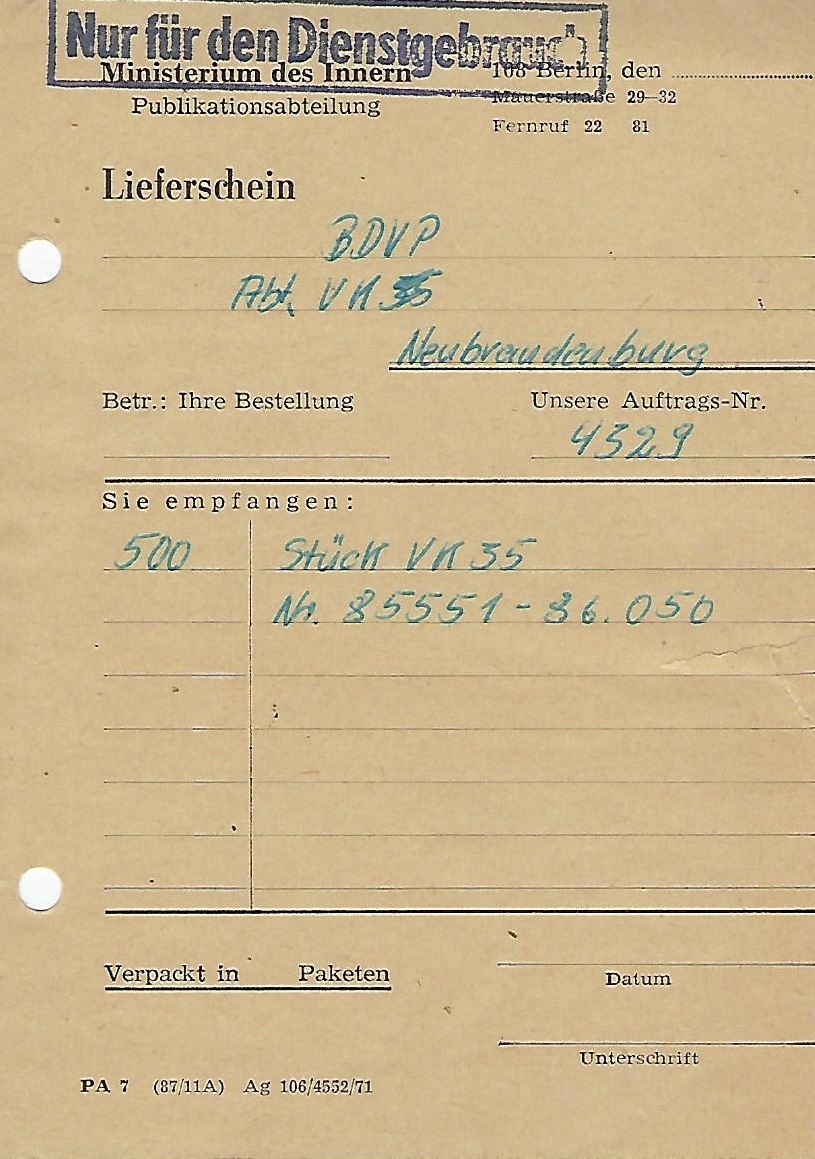 Nur für den Dienstgebrauch
Ministerium des Innern
Publikationsabteilung
108 Berlin, den
Mauerstraße 29—32
Fernruf 22 81
Lieferschein
BDVP
Abt. VK 35
Neubrandenburg
Betr.: Ihre Bestellung
Unsere Auftrags-Nr.
4329
Sie empfangen:
500 Stück VK 35
Nr. 85551 - 86.050
Verpackt in Paketen
Datum
Unterschrift
PA 7 (87/11A) Ag 106/4552/71